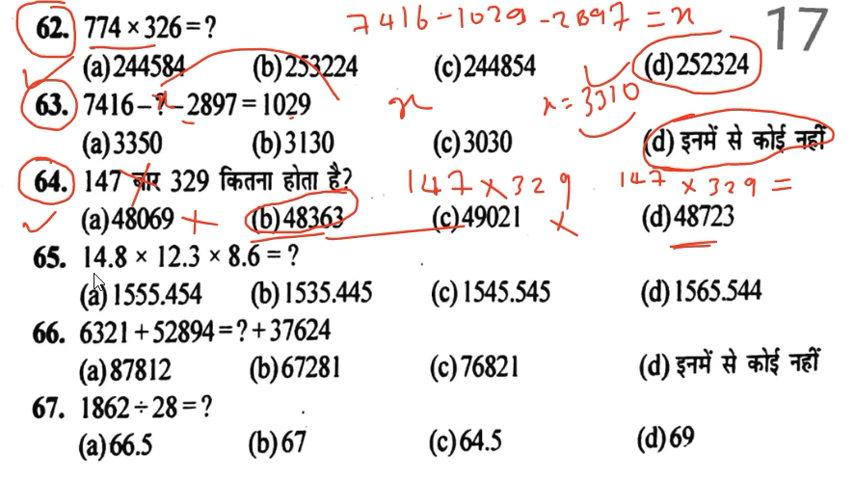 7416-1029-2897=x
17
62. 774 × 326 = ?
(a) 244584 (b) 253224 (c) 244854 (d) 252324
63. 7416 – ? – 2897 = 1029 x x = 3310
(a) 3350 (b) 3130 (c) 3030 (d) इनमें से कोई नहीं
64. 147 बार 329 कितना होता है? 147 × 329 147 × 329 =
(a) 48069 (b) 48363 (c) 49021 (d) 48723
65. 14.8 × 12.3 × 8.6 = ?
(a) 1555.454 (b) 1535.445 (c) 1545.545 (d) 1565.544
66. 6321 + 52894 = ? + 37624
(a) 87812 (b) 67281 (c) 76821 (d) इनमें से कोई नहीं
67. 1862 ÷ 28 = ?
(a) 66.5 (b) 67 (c) 64.5 (d) 69